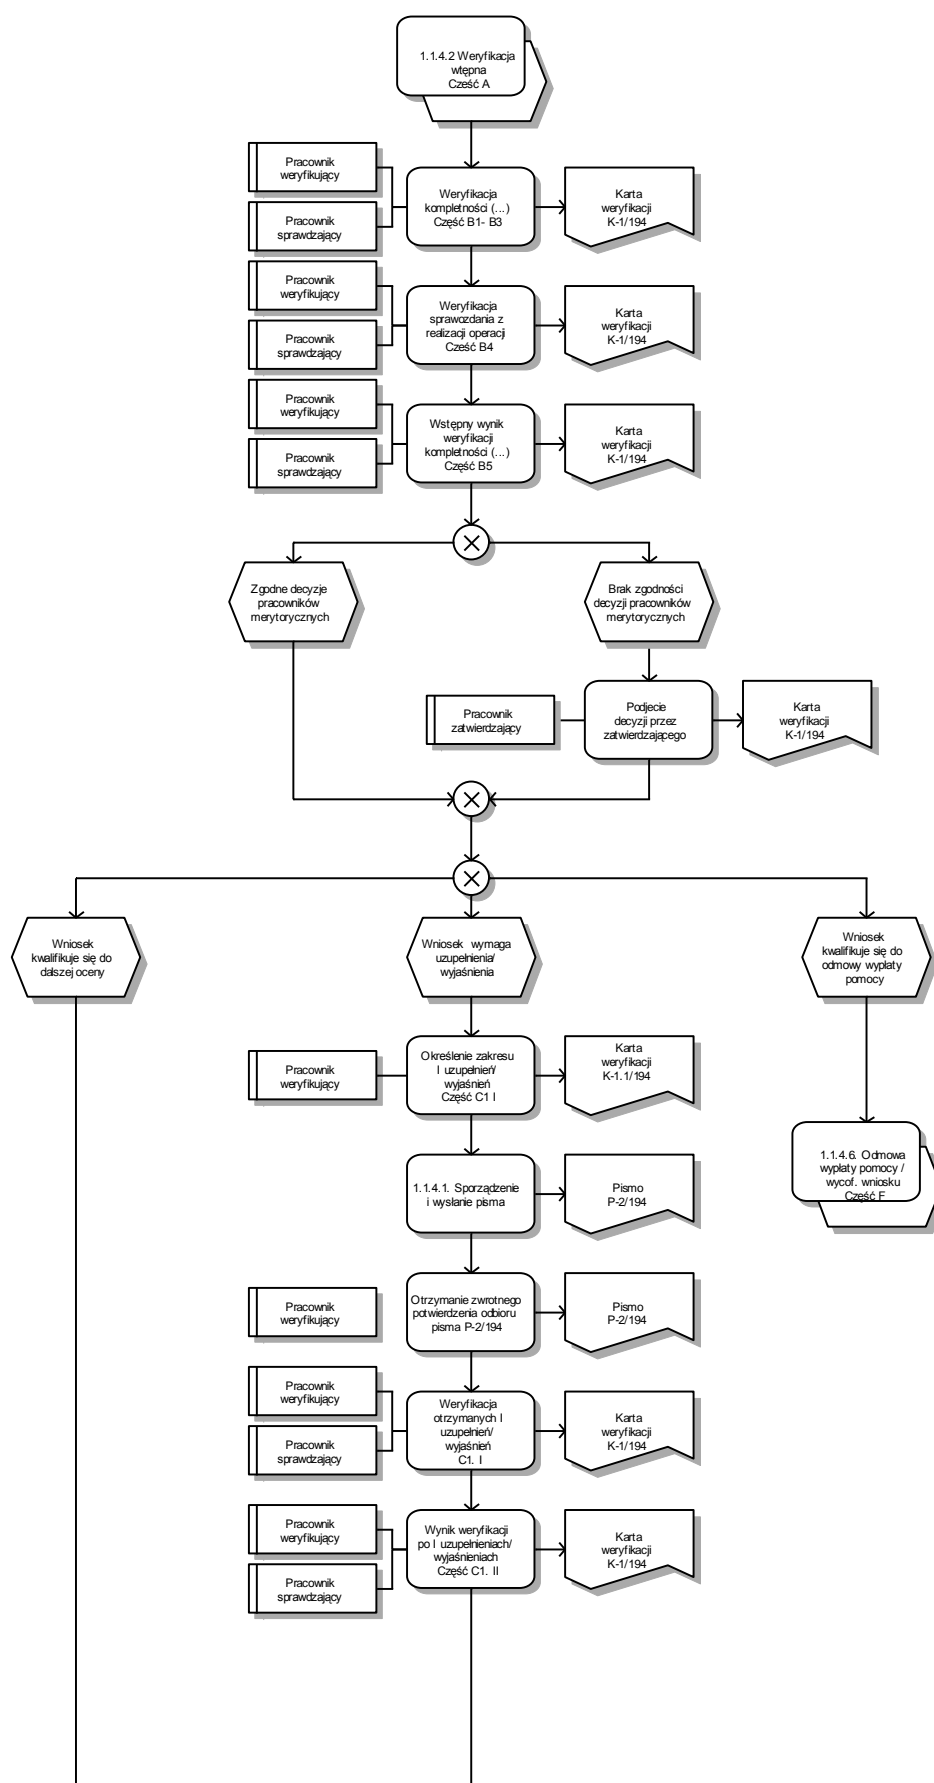 1.1.4.2 Weryfikacja
wtępna
Cześć A
Pracownik
weryfikujący
Pracownik
sprawdzający
Weryfikacja
kompletności (...)
Część B1- B3
Karta
weryfikacji
K-1/194
Pracownik
weryfikujący
Pracownik
sprawdzający
Weryfikacja
sprawozdania z
realizacji operacji
Cześć B4
Karta
weryfikacji
K-1/194
Pracownik
weryfikujący
Pracownik
sprawdzający
Wstępny wynik
weryfikacji
kompletności (...)
Część B5
Karta
weryfikacji
K-1/194
Zgodne decyzje
pracowników
merytorycznych
Brak zgodności
decyzji pracowników
merytorycznych
Pracownik
zatwierdzający
Podjecie
decyzji przez
zatwierdzającego
Karta
weryfikacji
K-1/194
Wniosek
kwalifikuje się do
dalszej oceny
Wniosek wymaga
uzupełnienia/
wyjaśnienia
Wniosek
kwalifikuje się do
odmowy wypłaty
pomocy
Pracownik
weryfikujący
Określenie zakresu
I uzupełnień/
wyjaśnień
Część C1 I
Karta
weryfikacji
K-1.1/194
1.1.4.6. Odmowa
wypłaty pomocy /
wycof. wniosku
Część F
1.1.4.1. Sporządzenie
i wysłanie pisma
Pismo
P-2/194
Pracownik
weryfikujący
Otrzymanie zwrotnego
potwierdzenia odbioru
pisma P-2/194
Pismo
P-2/194
Pracownik
weryfikujący
Pracownik
sprawdzający
Weryfikacja
otrzymanych I
uzupełnień/
wyjaśnień
C1. I
Karta
weryfikacji
K-1/194
Pracownik
weryfikujący
Pracownik
sprawdzający
Wynik weryfikacji
po I uzupełnieniach/
wyjaśnieniach
Część C1. II
Karta
weryfikacji
K-1/194